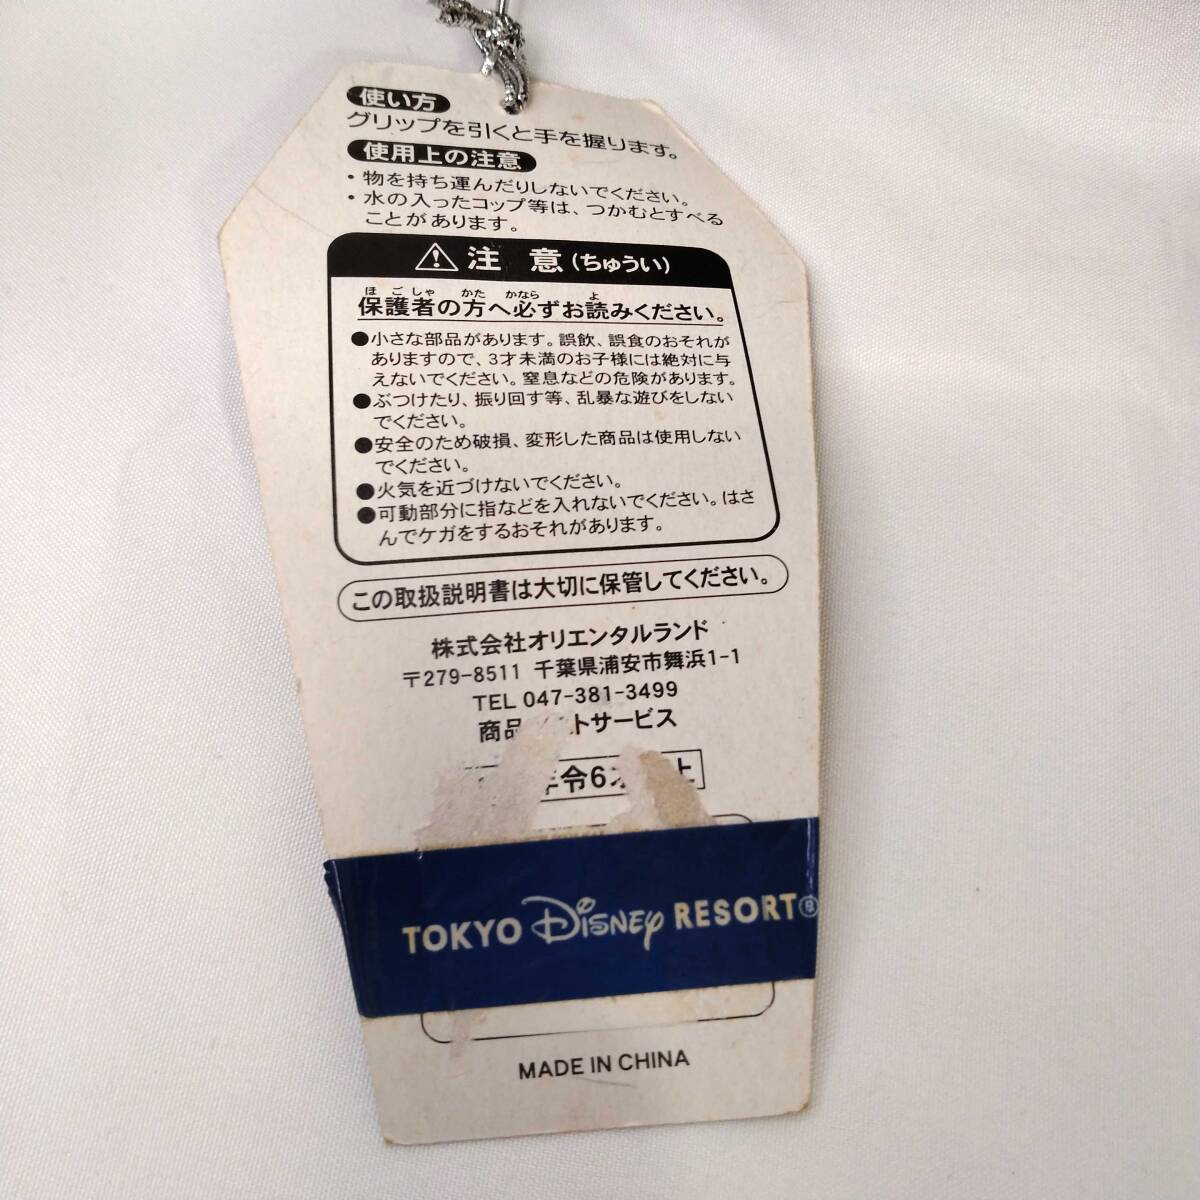 使い方
グリップを引くと手を握ります。
使用上の注意
・物を持ち運んだりしないでください。
・水の入ったコップ等は、つかむとすべる
ことがあります。
注 意(ちゅうい)
ほごしゃ かた かなら よ
保護者の方へ必ずお読みください。
●小さな部品があります。誤飲、誤食のおそれが
ありますので、3才未満のお子様には絶対に与
えないでください。窒息などの危険があります。
●ぶつけたり、振り回す等、乱暴な遊びをしない
でください。
●安全のため破損、変形した商品は使用しない
でください。
●火気を近づけないでください。
●可動部分に指などを入れないでください。はさ
んでケガをするおそれがあります。
この取扱説明書は大切に保管してください。
株式会社オリエンタルランド
〒279-8511 千葉県浦安市舞浜1-1
TEL 047-381-3499
商品 トサービス
令6 上
TOKYO DISNEY RESORT®
MADE IN CHINA